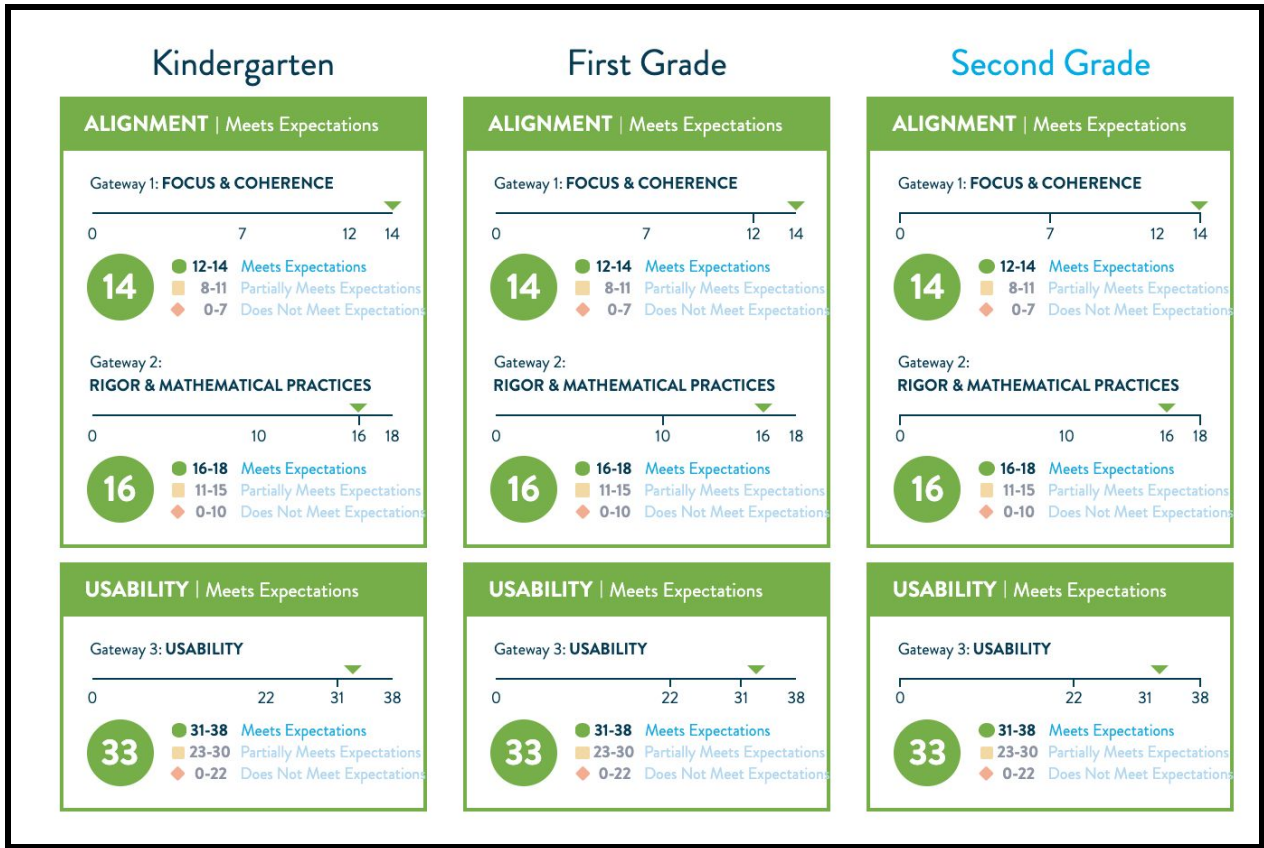 Kindergarten
ALIGNMENT | Meets Expectations
Gateway 1: FOCUS & COHERENCE
0 7 12 14
14
12-14 Meets Expectations
8-11 Partially Meets Expectations
0-7 Does Not Meet Expectations
Gateway 2:
RIGOR & MATHEMATICAL PRACTICES
0 10 16 18
16
16-18 Meets Expectations
11-15 Partially Meets Expectations
0-10 Does Not Meet Expectations
USABILITY | Meets Expectations
Gateway 3: USABILITY
0 22 31 38
33
31-38 Meets Expectations
23-30 Partially Meets Expectations
0-22 Does Not Meet Expectations
First Grade
ALIGNMENT | Meets Expectations
Gateway 1: FOCUS & COHERENCE
0 7 12 14
14
12-14 Meets Expectations
8-11 Partially Meets Expectations
0-7 Does Not Meet Expectations
Gateway 2:
RIGOR & MATHEMATICAL PRACTICES
0 10 16 18
16
16-18 Meets Expectations
11-15 Partially Meets Expectations
0-10 Does Not Meet Expectations
USABILITY | Meets Expectations
Gateway 3: USABILITY
0 22 31 38
33
31-38 Meets Expectations
23-30 Partially Meets Expectations
0-22 Does Not Meet Expectations
Second Grade
ALIGNMENT | Meets Expectations
Gateway 1: FOCUS & COHERENCE
0 7 12 14
14
12-14 Meets Expectations
8-11 Partially Meets Expectations
0-7 Does Not Meet Expectations
Gateway 2:
RIGOR & MATHEMATICAL PRACTICES
0 10 16 18
16
16-18 Meets Expectations
11-15 Partially Meets Expectations
0-10 Does Not Meet Expectations
USABILITY | Meets Expectations
Gateway 3: USABILITY
0 22 31 38
33
31-38 Meets Expectations
23-30 Partially Meets Expectations
0-22 Does Not Meet Expectations